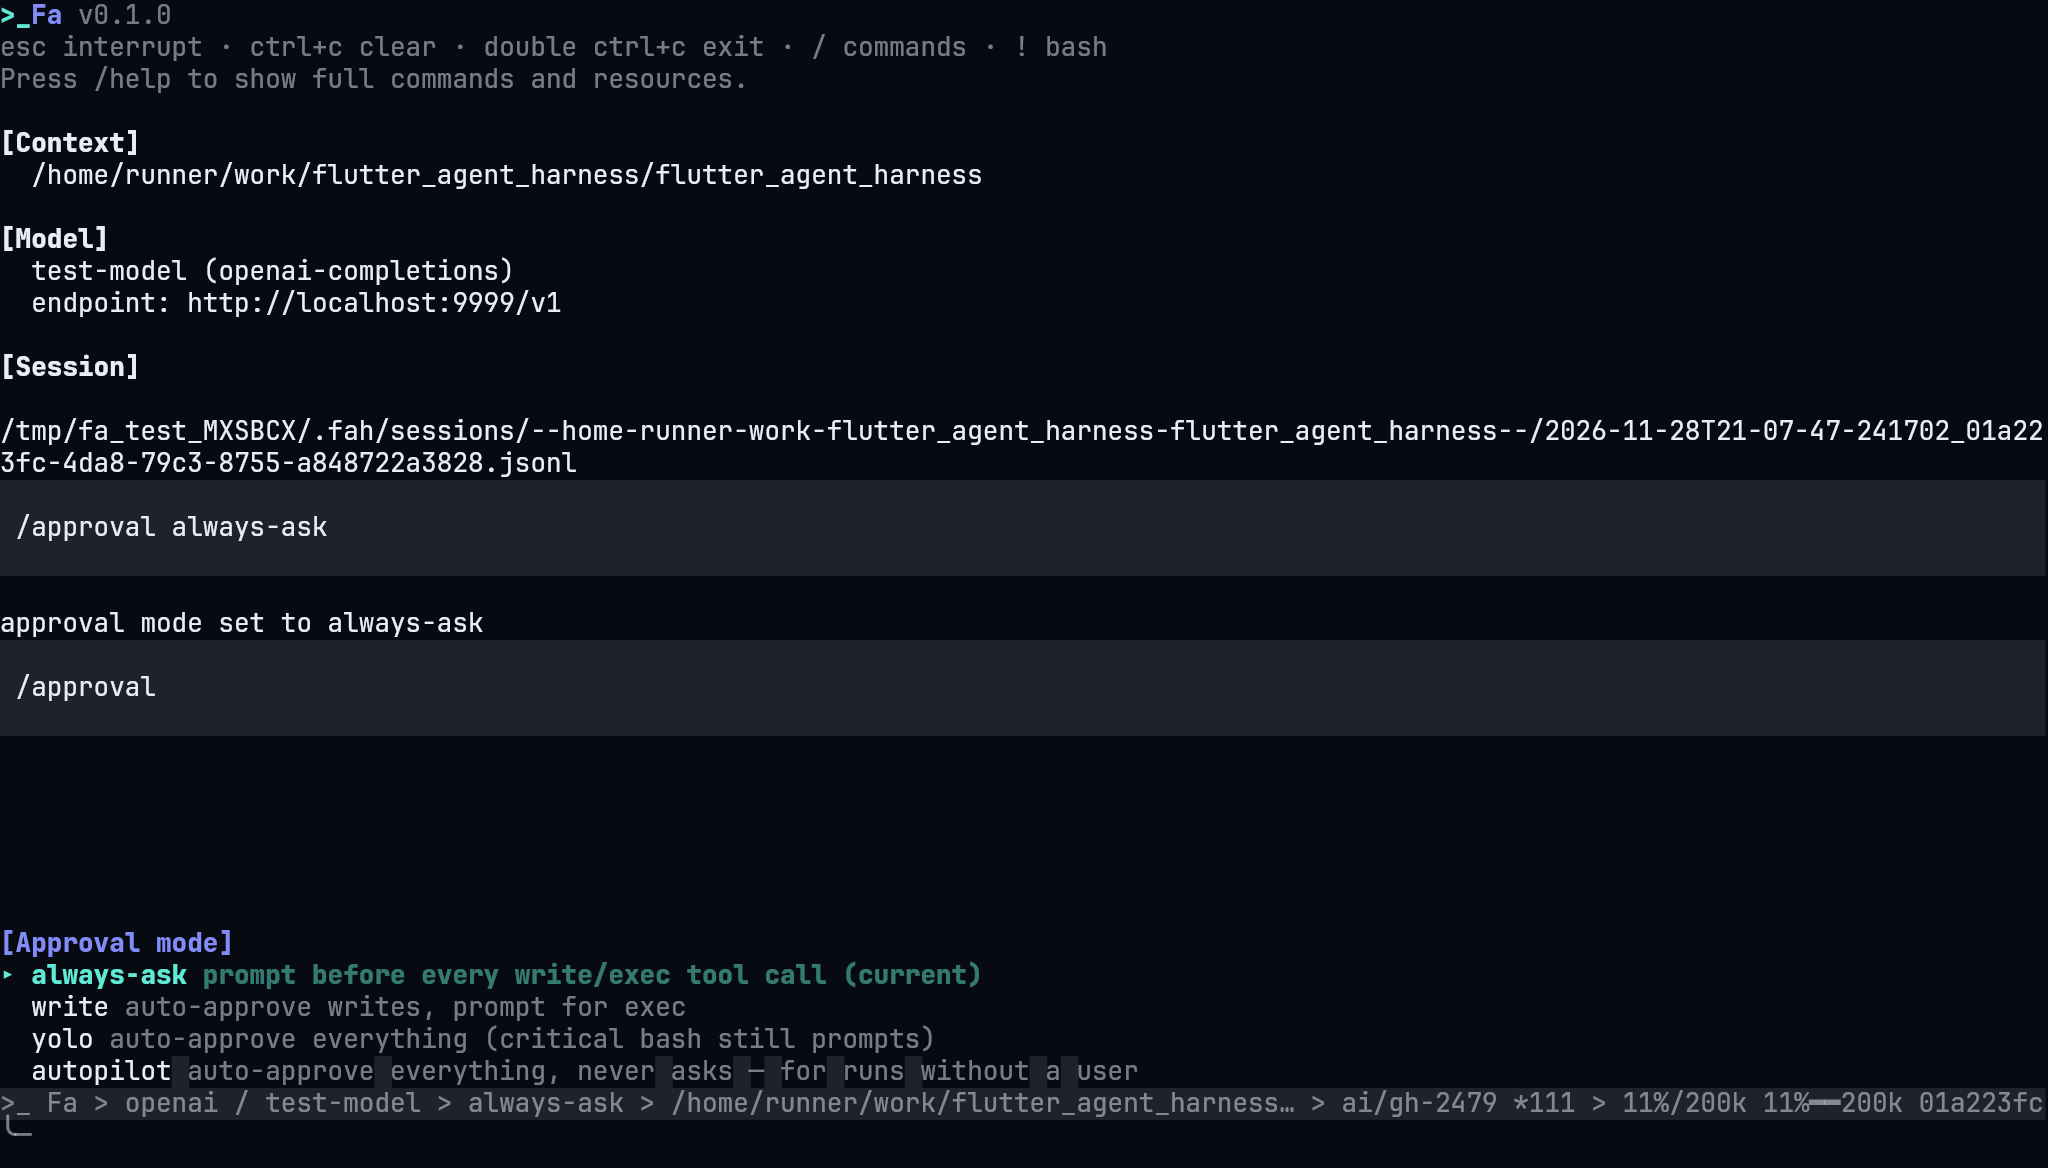 >_Fa v0.1.0
esc interrupt · ctrl+c clear · double ctrl+c exit · / commands · ! bash
Press /help to show full commands and resources.
[Context]
/home/runner/work/flutter_agent_harness/flutter_agent_harness
[Model]
test-model (openai-completions)
endpoint: http://localhost:9999/v1
[Session]
/tmp/fa_test_MXSBCX/.fah/sessions/--home-runner-work-flutter_agent_harness-flutter_agent_harness--/2026-11-28T21-07-47-241702_01a22
3fc-4da8-79c3-8755-a848722a3828.jsonl
/approval always-ask
approval mode set to always-ask
/approval
[Approval mode]
▸ always-ask prompt before every write/exec tool call (current)
write auto-approve writes, prompt for exec
yolo auto-approve everything (critical bash still prompts)
autopilot auto-approve everything, never asks — for runs without a user
>_ Fa > openai / test-model > always-ask > /home/runner/work/flutter_agent_harness… > ai/gh-2479 *111 > 11%/200k 11%━━200k 01a223fc
╰─